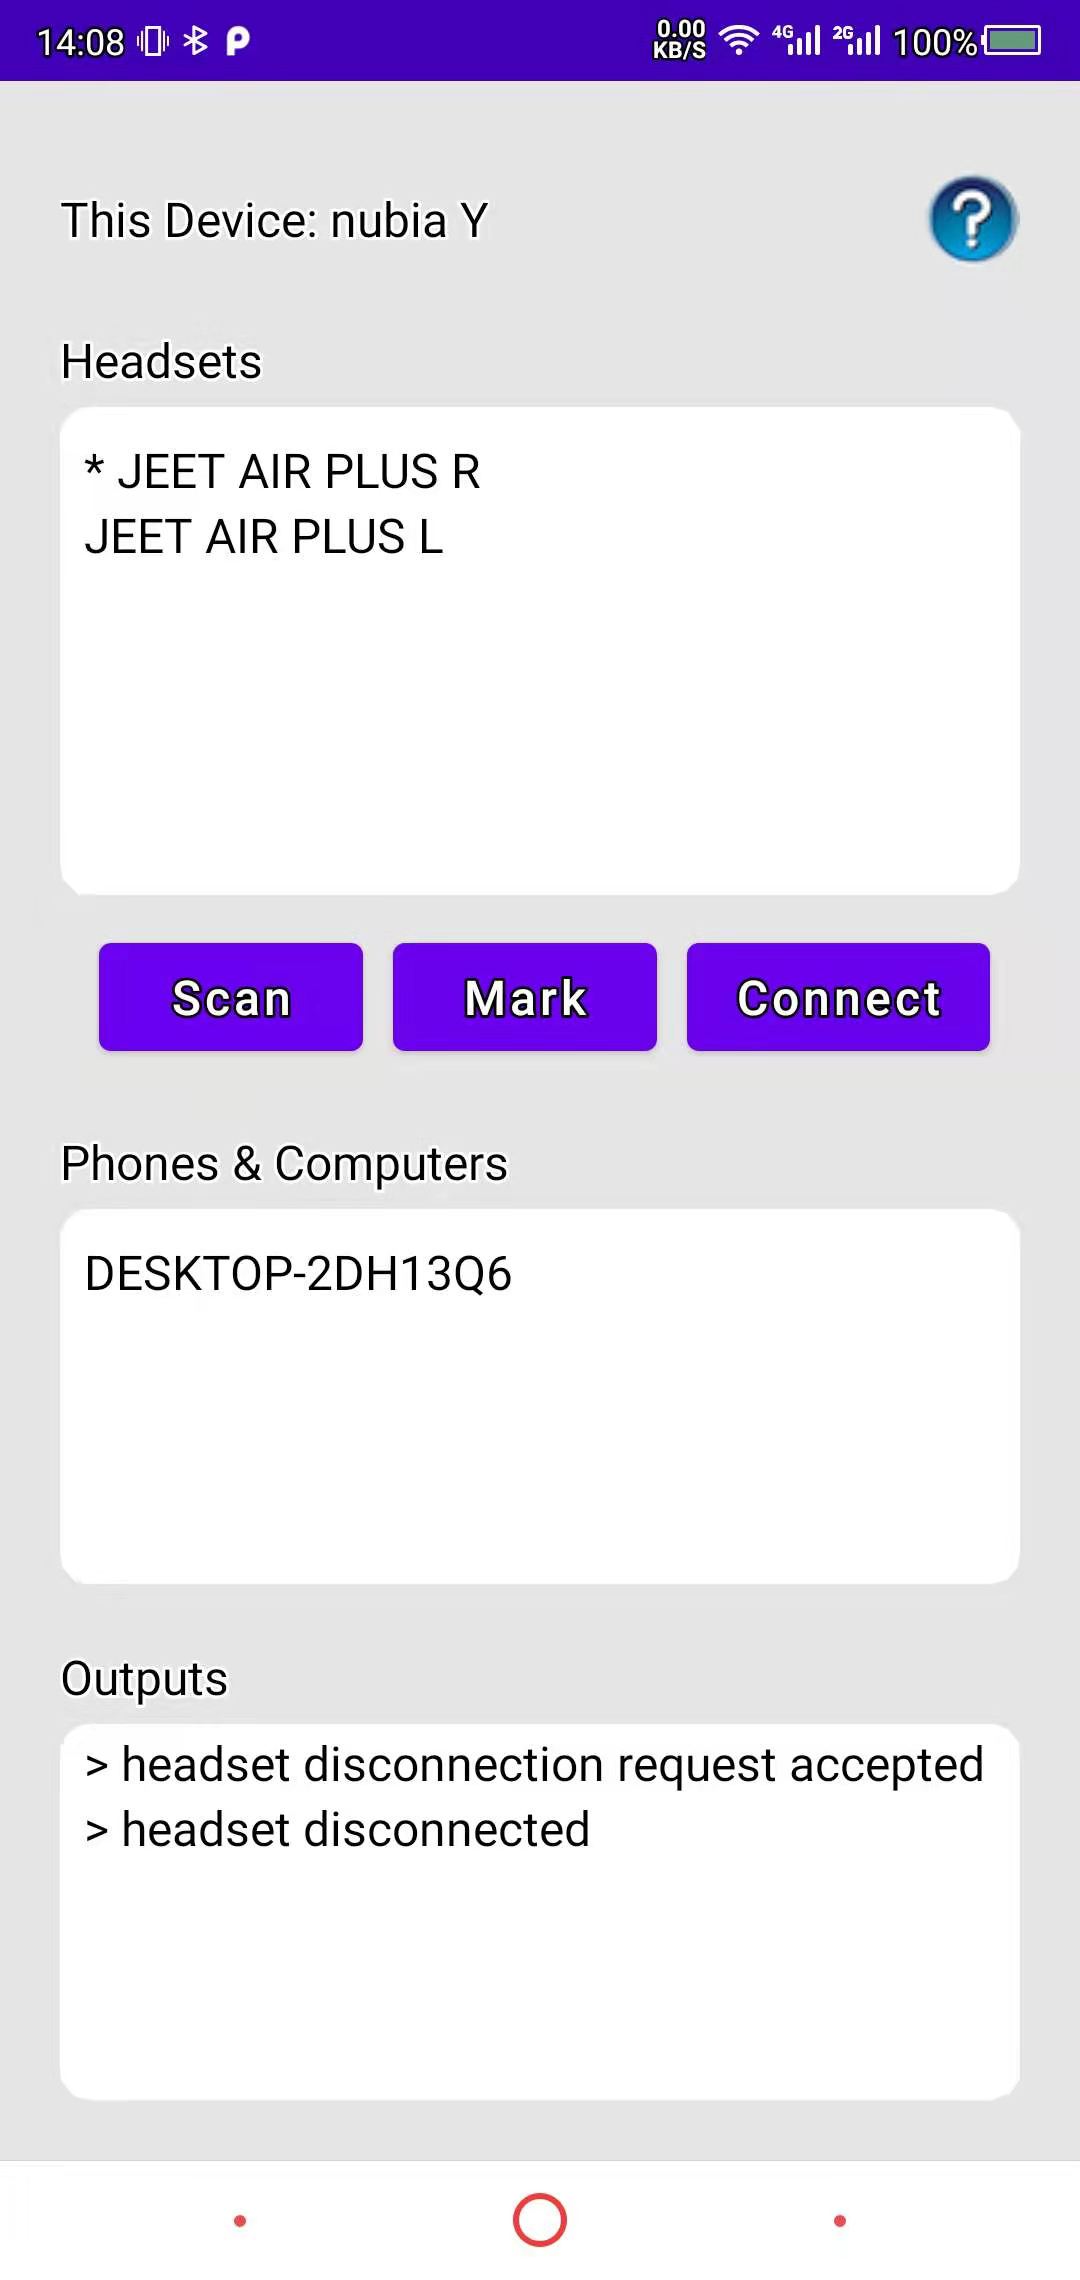 14:08 0.00 KB/S 4G 2G 100%
This Device: nubia Y
Headsets
* JEET AIR PLUS R
JEET AIR PLUS L
Scan Mark Connect
Phones & Computers
DESKTOP-2DH13Q6
Outputs
> headset disconnection request accepted
> headset disconnected